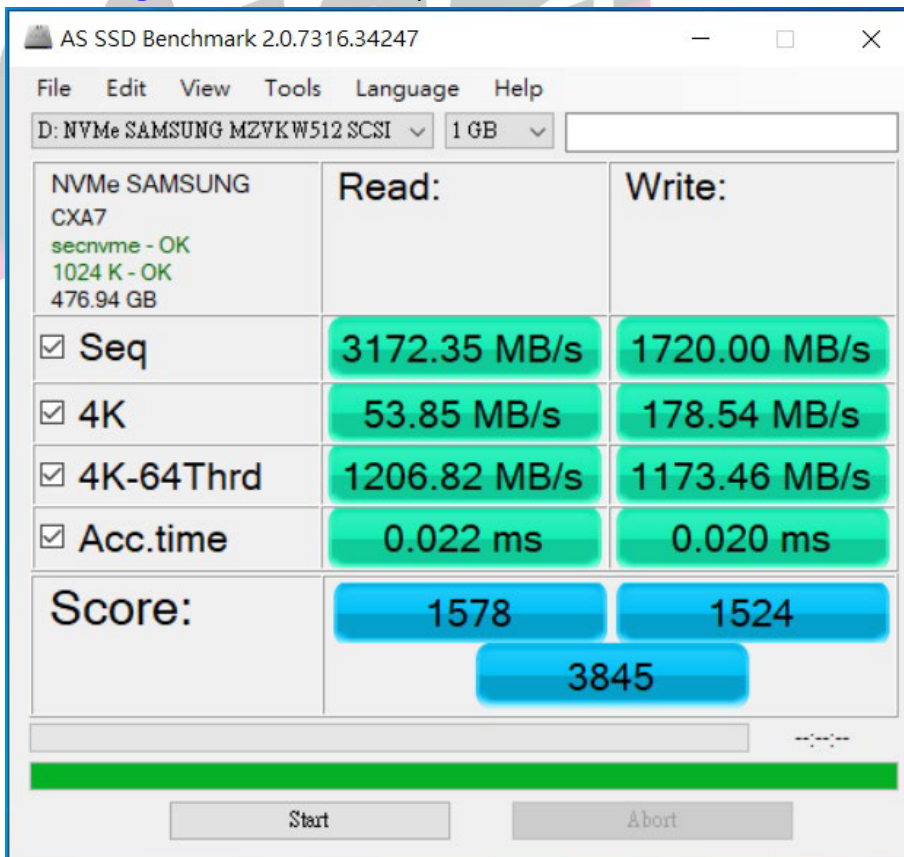 AS SSD Benchmark 2.0.7316.34247
File Edit View Tools Language Help
D: NVMe SAMSUNG MZVKW512 SCSI 1 GB
NVMe SAMSUNG
CXA7
secnvme - OK
1024 K - OK
476.94 GB
Read: Write:
Seq 3172.35 MB/s 1720.00 MB/s
4K 53.85 MB/s 178.54 MB/s
4K-64Thrd 1206.82 MB/s 1173.46 MB/s
Acc.time 0.022 ms 0.020 ms
Score: 1578 1524
3845
--:--:--
Start Abort